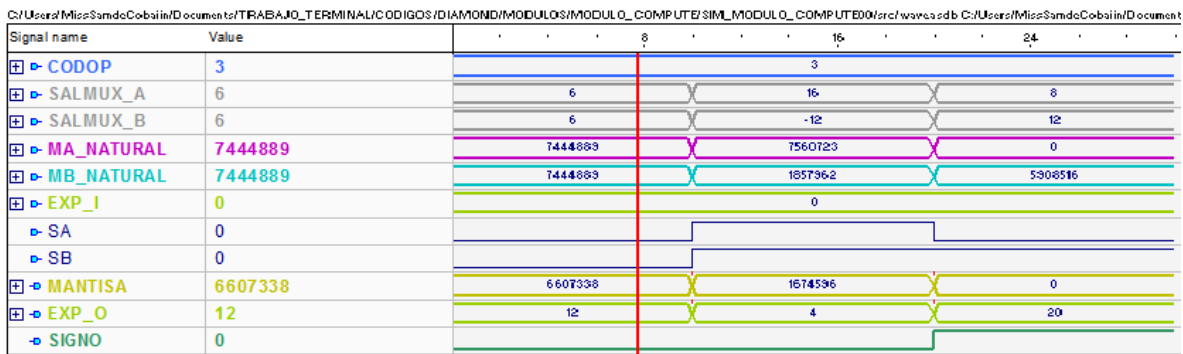 C:/Users/MissSamdeCobaiin/Documents/TRABAJO_TERMINAL/CODIGOS/DIAMOND/MODULOS/MODULO_COMPUTE/SIM_MODULO_COMPUTE00/src/wave.asdb C:/Users/MissSamdeCobaiin/Document
Signal name Value 8 16 24
CODOP 3 3
SALMUX_A 6 6 16 8
SALMUX_B 6 6 -12 12
MA_NATURAL 7444889 7444889 7560723 0
MB_NATURAL 7444889 7444889 1857962 5908516
EXP_I 0 0
SA 0
SB 0
MANTISA 6607338 6607338 1674596 0
EXP_O 12 12 4 20
SIGNO 0